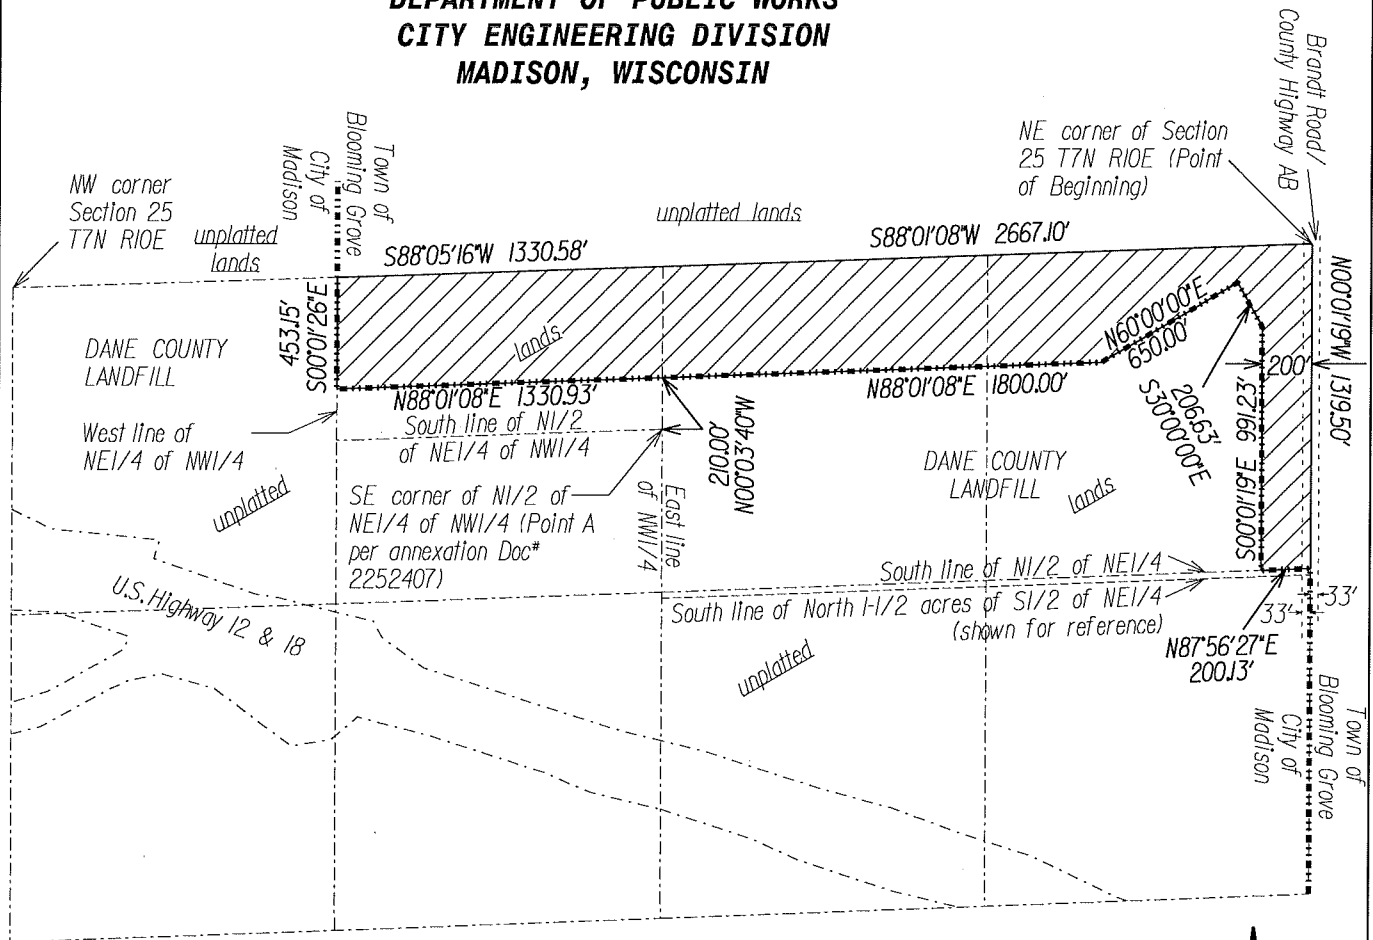 DEPARTMENT OF PUBLIC WORKS
CITY ENGINEERING DIVISION
MADISON, WISCONSIN
Brandt Road/
County Highway AB
NE corner of Section
25 T7N R10E (Point
of Beginning)
Town of
Blooming Grove
City of
Madison
NW corner
Section 25
T7N R10E
unplatted
lands
unplatted lands
S88°05'16"W 1330.58'
S88°01'08"W 2667.10'
N00°01'19"W 1319.50'
453.15'
S00°01'26"E
DANE COUNTY
LANDFILL
lands
N60°00'00"E
650.00'
200'
206.63'
S30°00'00"E
S00°01'19"E 991.23'
N88°01'08"E 1330.93'
N88°01'08"E 1800.00'
West line of
NE1/4 of NW1/4
South line of N1/2
of NE1/4 of NW1/4
210.00'
N00°03'40"W
DANE COUNTY
LANDFILL
lands
unplatted
SE corner of N1/2 of
NE1/4 of NW1/4 (Point A
per annexation Doc#
2252407)
East line
of NW1/4
South line of N1/2 of NE1/4
South line of North 1-1/2 acres of S1/2 of NE1/4
(shown for reference)
33'
33'
U.S. Highway 12 & 18
N87°56'27"E
200.13'
unplatted
Town of
Blooming Grove
City of
Madison